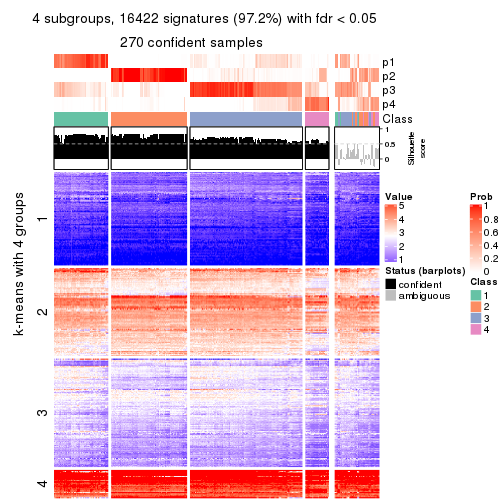 4 subgroups, 16422 signatures (97.2%) with fdr < 0.05
270 confident samples
p1
p2
p3
p4
Class
1
0.5
0
Silhouette
score
k-means with 4 groups
1
2
3
4
Value
5
4
3
2
1
Status (barplots)
confident
ambiguous
Prob
1
0.8
0.6
0.4
0.2
0
Class
1
2
3
4